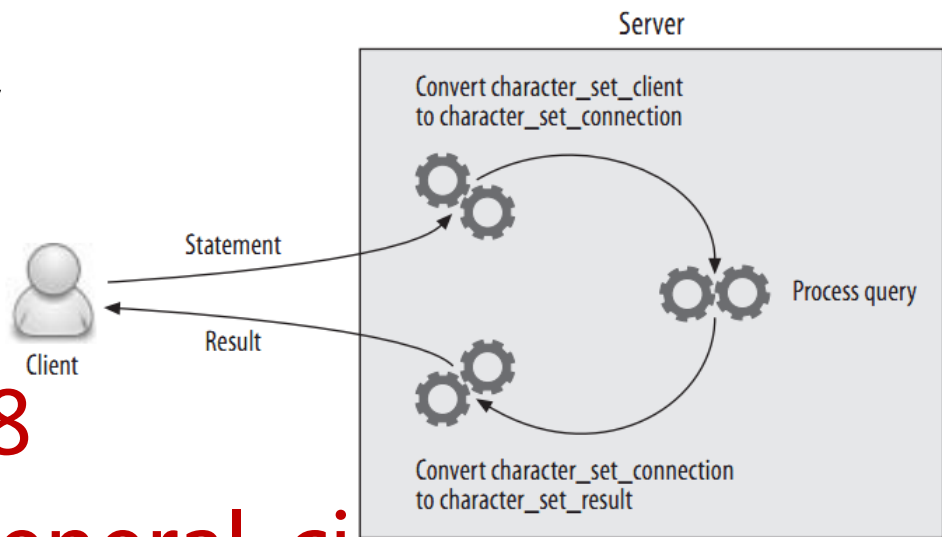 Server
Convert character_set_client
to character_set_connection
Statement
Process query
Result
Client
8
Convert character_set_connection
to character_set_result